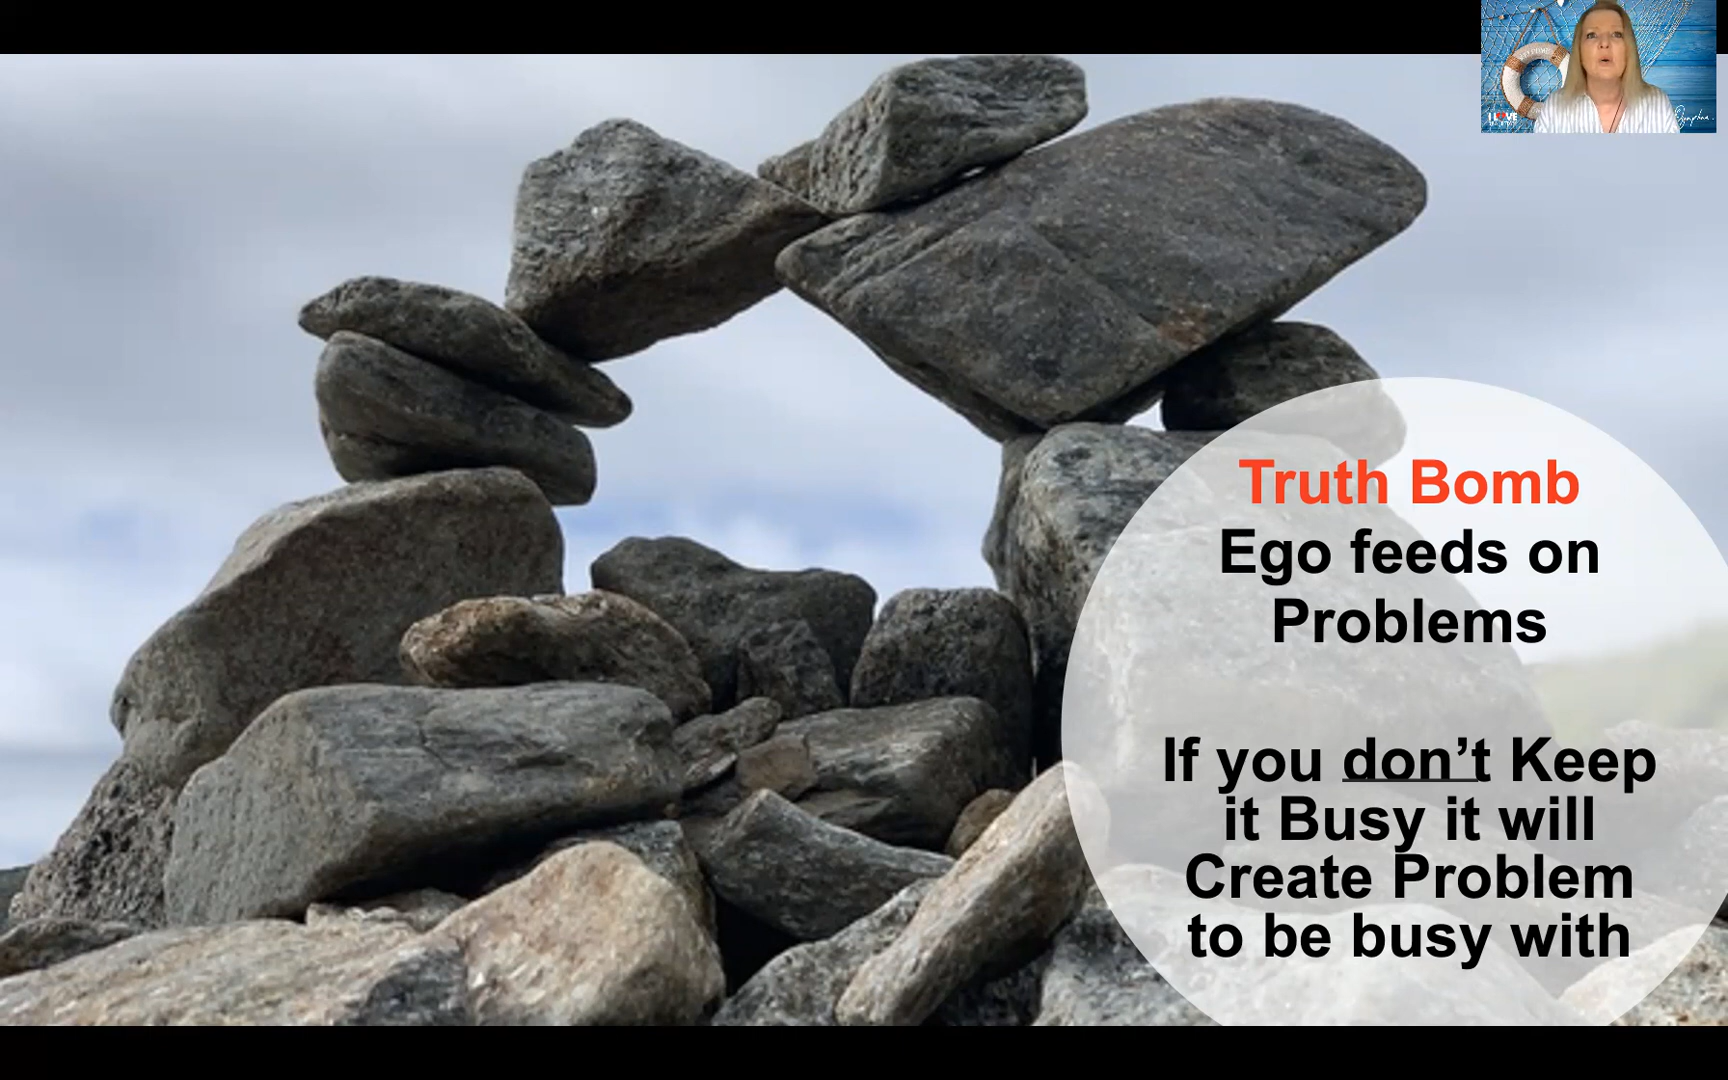 I LOVE
Truth Bomb
Ego feeds on
Problems
If you don’t Keep
it Busy it will
Create Problem
to be busy with